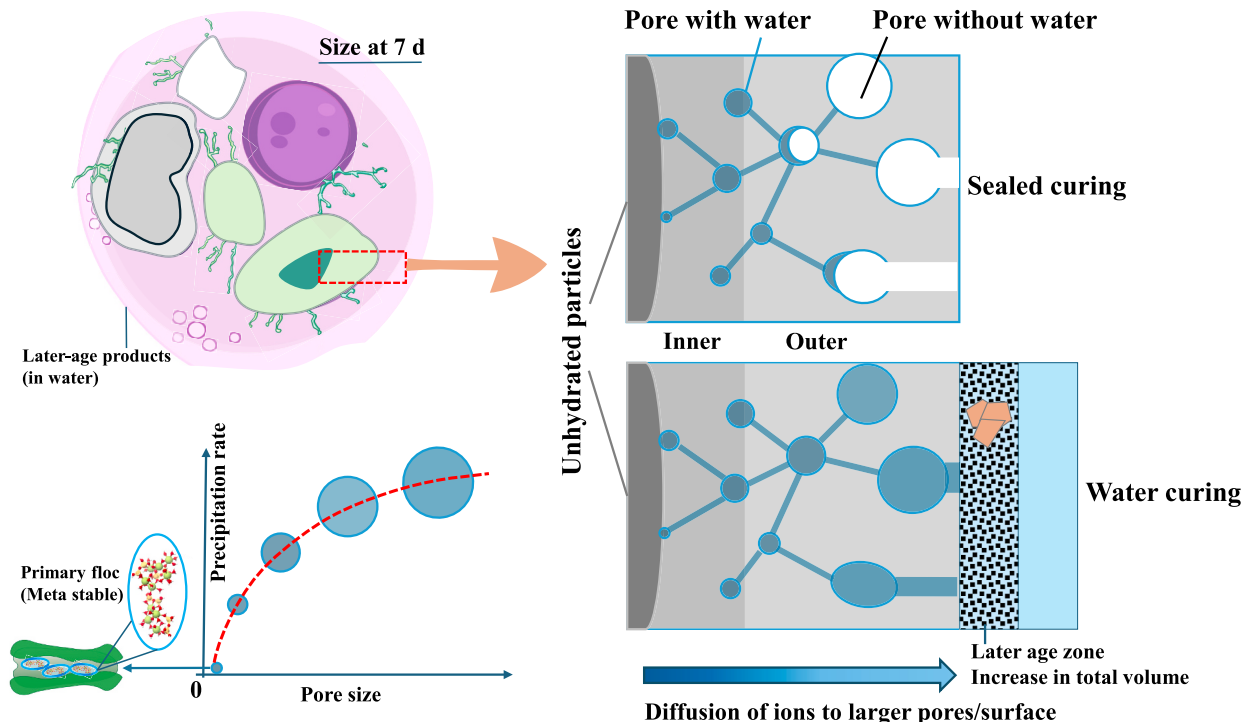 Size at 7 d
Later-age products
(in water)
Pore with water
Pore without water
Sealed curing
Unhydrated particles
Inner
Outer
Water curing
Later age zone
Increase in total volume
Diffusion of ions to larger pores/surface
Precipitation rate
Primary floc
(Meta stable)
0
Pore size